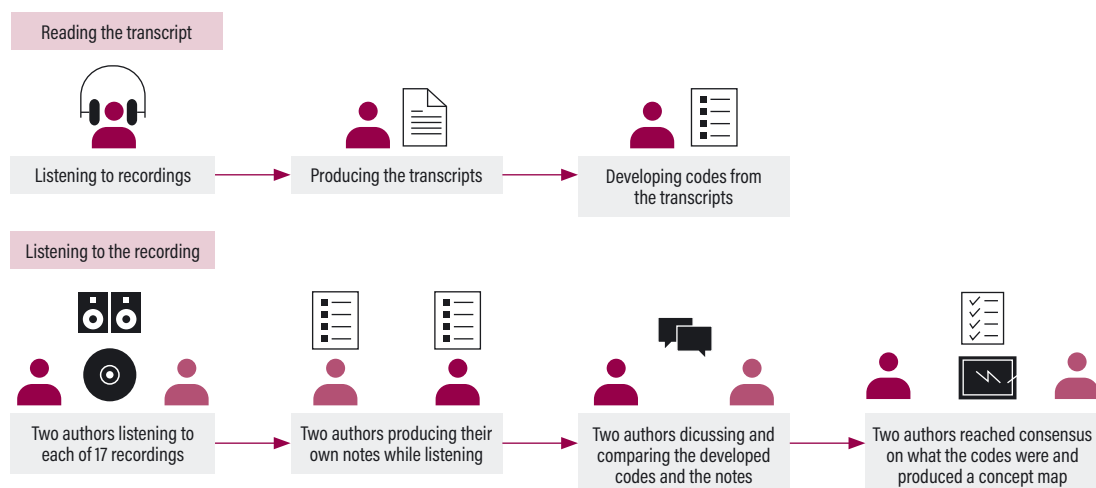 Reading the transcript
Listening to recordings
Producing the transcripts
Developing codes from
the transcripts
Listening to the recording
Two authors listening to
each of 17 recordings
Two authors producing their
own notes while listening
Two authors dicussing and
comparing the developed
codes and the notes
Two authors reached consensus
on what the codes were and
produced a concept map